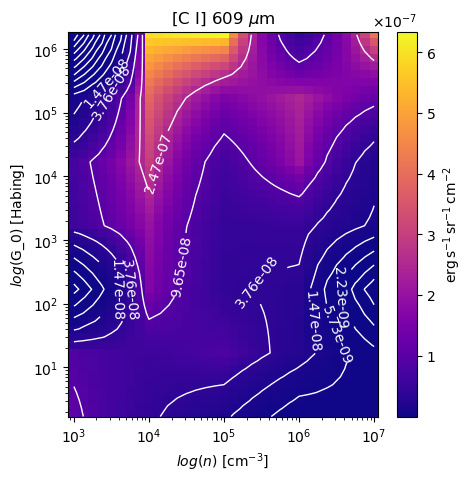 [C I] 609 μm
×10⁻⁷
10⁶
10⁵
10⁴
10³
10²
10¹
log(G_0) [Habing]
1.47e-08
3.76e-08
2.47e-07
9.65e-08
3.76e-08
1.47e-08
3.76e-08
1.47e-08
2.23e-09
5.73e-09
10³
10⁴
10⁵
10⁶
10⁷
log(n) [cm⁻³]
6
5
4
3
2
1
erg s⁻¹ sr⁻¹ cm⁻²